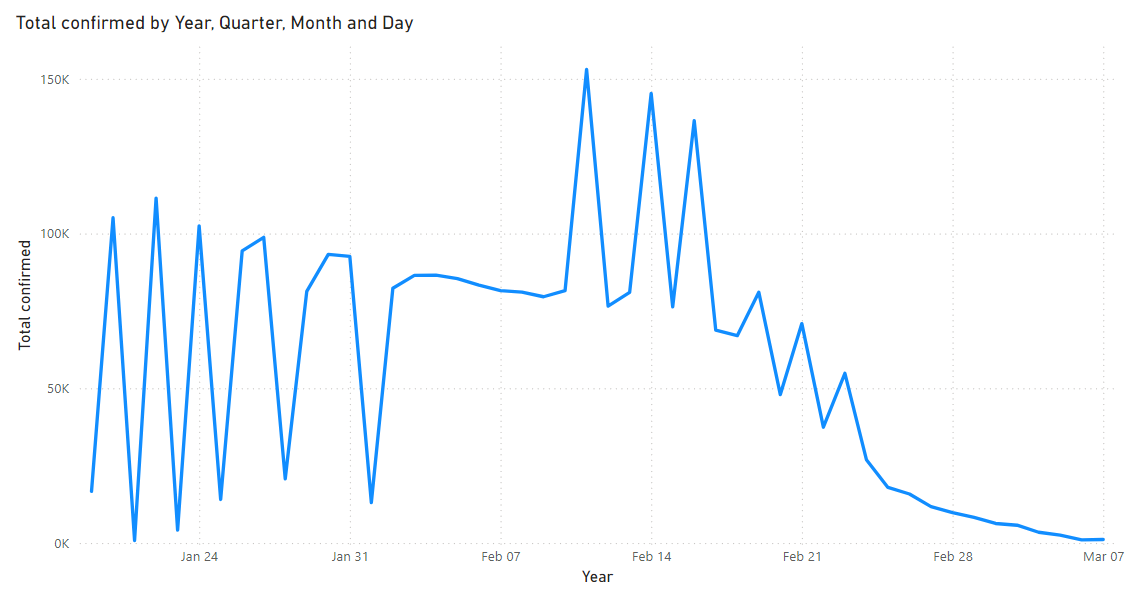 Total confirmed by Year, Quarter, Month and Day
150K
100K
50K
0K
Total confirmed
Jan 24 Jan 31 Feb 07 Feb 14 Feb 21 Feb 28 Mar 07
Year